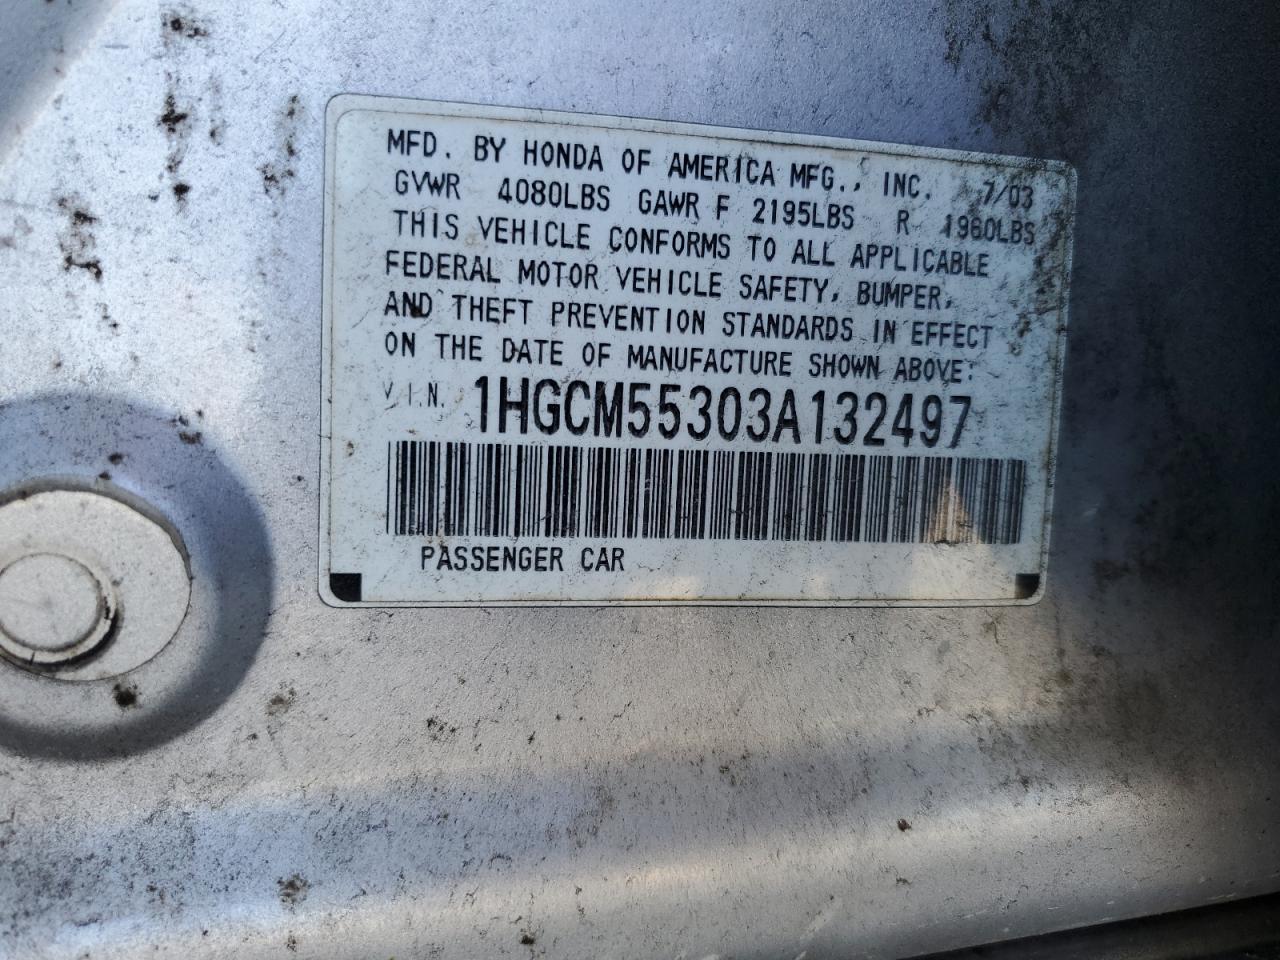 MFD. BY HONDA OF AMERICA MFG., INC. 7/03
GVWR 4080LBS GAWR F 2195LBS R 1960LBS
THIS VEHICLE CONFORMS TO ALL APPLICABLE
FEDERAL MOTOR VEHICLE SAFETY, BUMPER,
AND THEFT PREVENTION STANDARDS IN EFFECT
ON THE DATE OF MANUFACTURE SHOWN ABOVE:
V.I.N. 1HGCM55303A132497
PASSENGER CAR